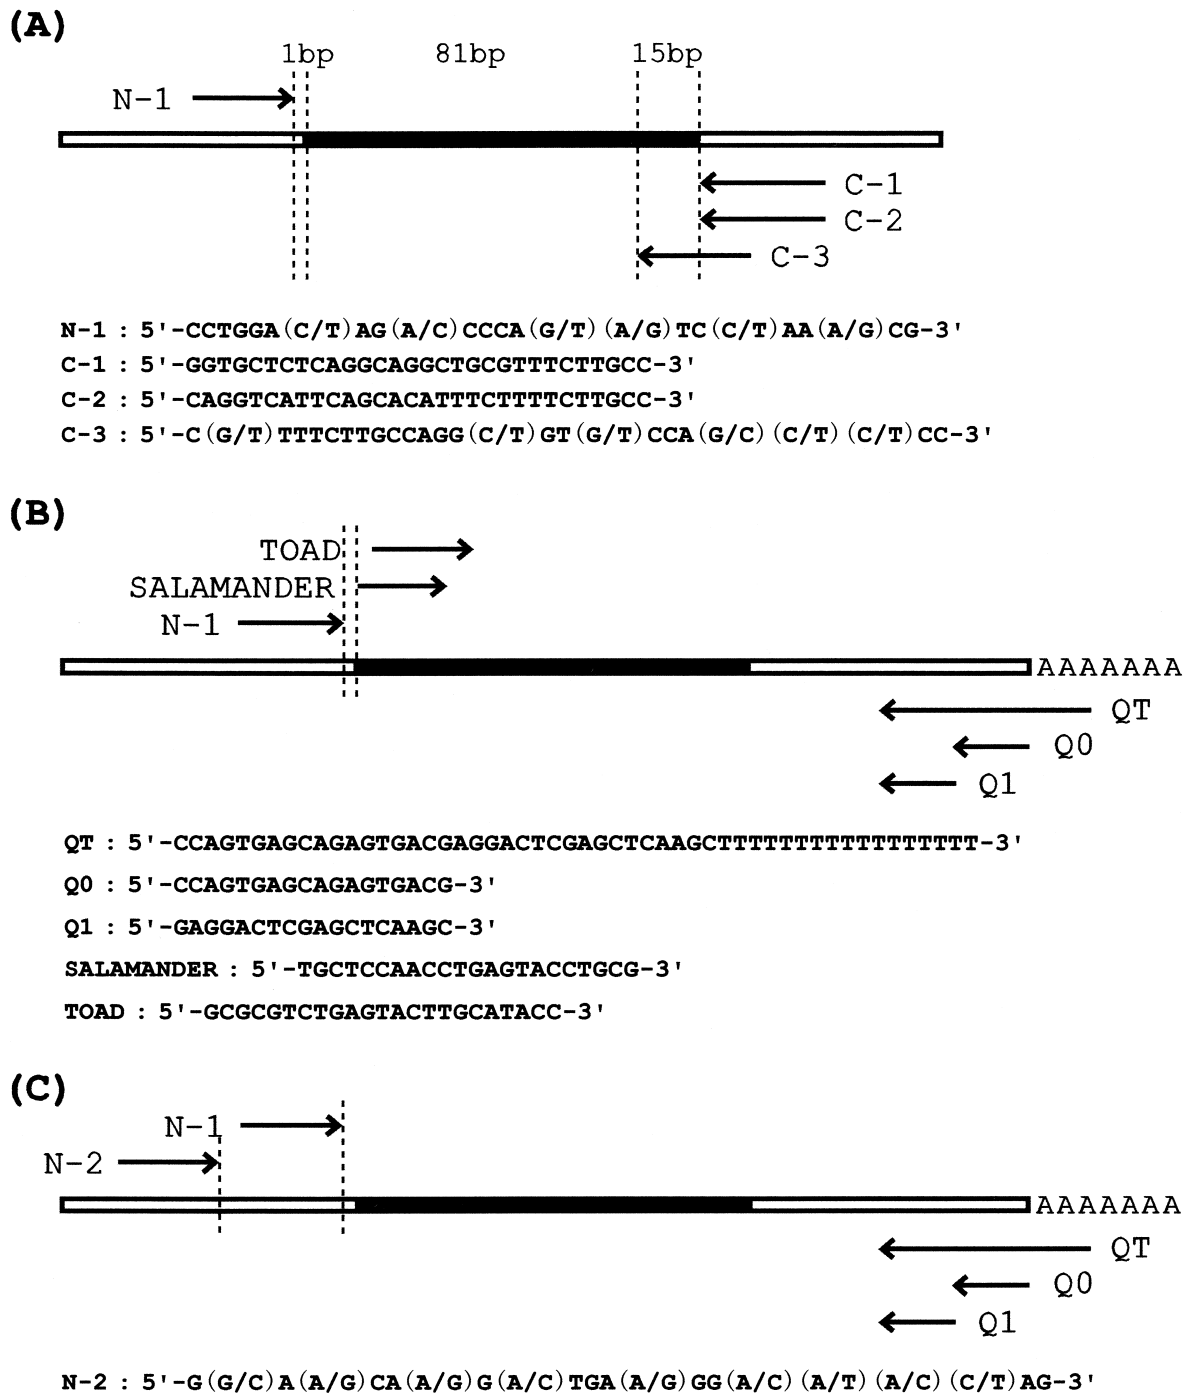 (A)
1bp 81bp 15bp
N-1
C-1
C-2
C-3
N-1 : 5'-CCTGGA(C/T)AG(A/C)CCCA(G/T)(A/G)TC(C/T)AA(A/G)CG-3'
C-1 : 5'-GGTGCTCTCAGGCAGGCTGCGTTTCTTGCC-3'
C-2 : 5'-CAGGTCATTCAGCACATTTCTTTTCTTGCC-3'
C-3 : 5'-C(G/T)TTTCTTGCCAGG(C/T)GT(G/T)CCA(G/C)(C/T)(C/T)CC-3'
(B)
TOAD
SALAMANDER
N-1
AAAAAAA
QT
Q0
Q1
QT : 5'-CCAGTGAGCAGAGTGACGAGGACTCGAGCTCAAGCTTTTTTTTTTTTTTTTT-3'
Q0 : 5'-CCAGTGAGCAGAGTGACG-3'
Q1 : 5'-GAGGACTCGAGCTCAAGC-3'
SALAMANDER : 5'-TGCTCCAACCTGAGTACCTGCG-3'
TOAD : 5'-GCGCGTCTGAGTACTTGCATACC-3'
(C)
N-1
N-2
AAAAAAA
QT
Q0
Q1
N-2 : 5'-G(G/C)A(A/G)CA(A/G)G(A/C)TGA(A/G)GG(A/C)(A/T)(A/C)(C/T)AG-3'